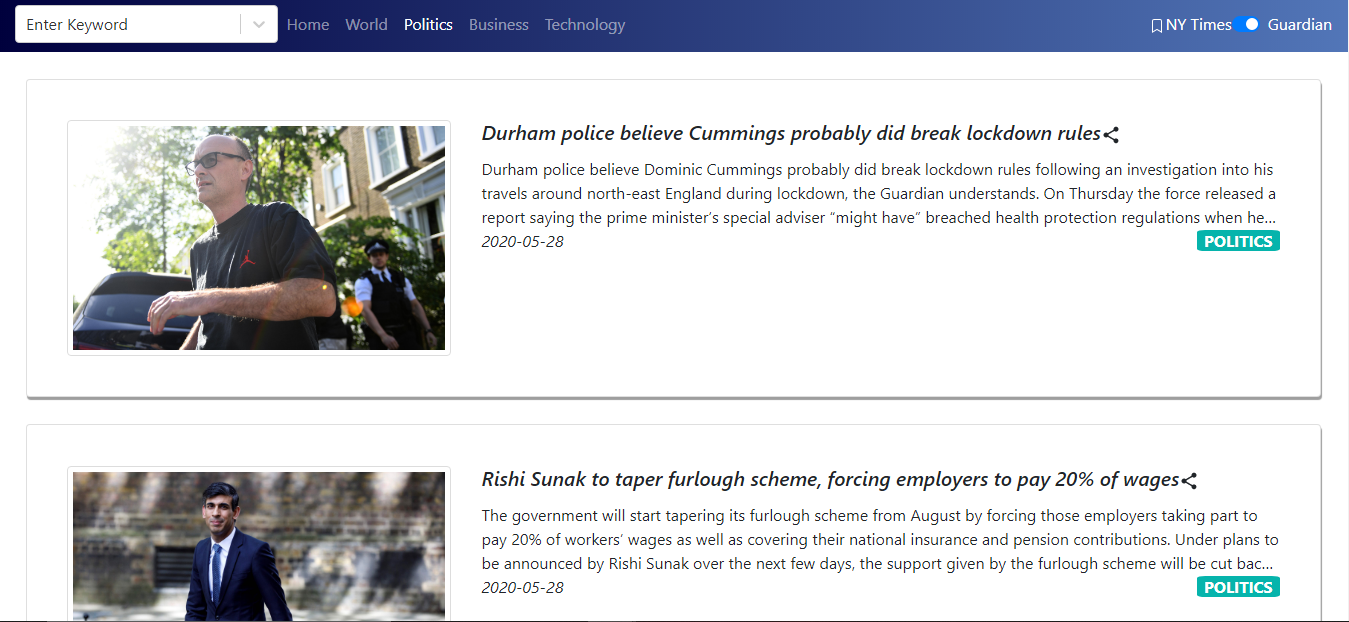 Enter Keyword Home World Politics Business Technology NY Times Guardian
Durham police believe Cummings probably did break lockdown rules
Durham police believe Dominic Cummings probably did break lockdown rules following an investigation into his
travels around north-east England during lockdown, the Guardian understands. On Thursday the force released a
report saying the prime minister's special adviser “might have” breached health protection regulations when he...
2020-05-28 POLITICS
Rishi Sunak to taper furlough scheme, forcing employers to pay 20% of wages
The government will start tapering its furlough scheme from August by forcing those employers taking part to
pay 20% of workers’ wages as well as covering their national insurance and pension contributions. Under plans to
be announced by Rishi Sunak over the next few days, the support given by the furlough scheme will be cut bac...
2020-05-28 POLITICS